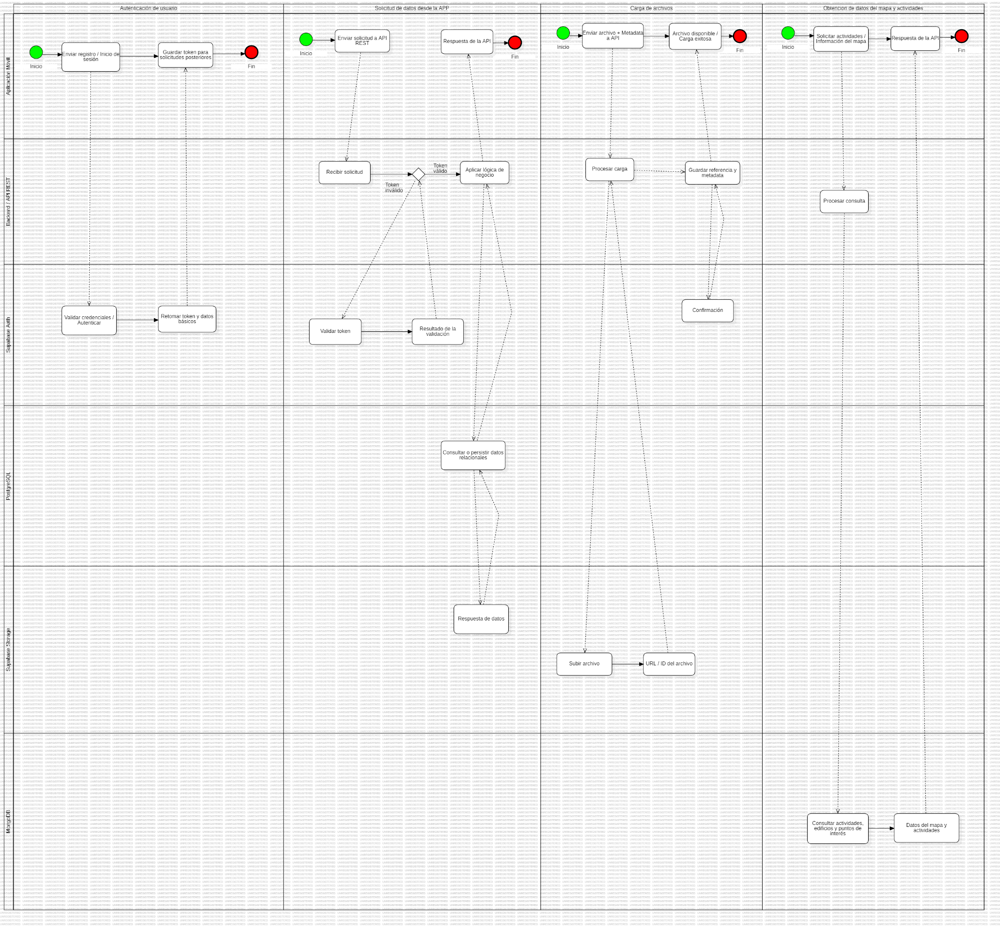 Autenticación de usuario
Solicitud de datos desde la APP
Carga de archivos
Obtencion de datos del mapa y actividades
Aplicación Móvil
Inicio
Enviar registro / Inicio de
sesión
Guardar token para
solicitudes posteriores
Fin
Inicio
Enviar solicitud a API
REST
Respuesta de la API
Fin
Inicio
Enviar archivo + Metadata
a API
Archivo disponible /
Carga exitosa
Fin
Inicio
Solicitar actividades /
Información del mapa
Respuesta de la API
Fin
Backend / API REST
Recibir solicitud
Token
válido
Token
inválido
Aplicar lógica de
negocio
Procesar carga
Guardar referencia y
metadata
Procesar consulta
Supabase Auth
Validar credenciales /
Autenticar
Retornar token y datos
básicos
Validar token
Resultado de la
validación
Confirmación
PostgreSQL
Consultar o persistir datos
relacionales
Supabase Storage
Respuesta de datos
Subir archivo
URL / ID del archivo
MongoDB
Consultar actividades,
edificios y puntos de
interés
Datos del mapa y
actividades
UNREGISTERED